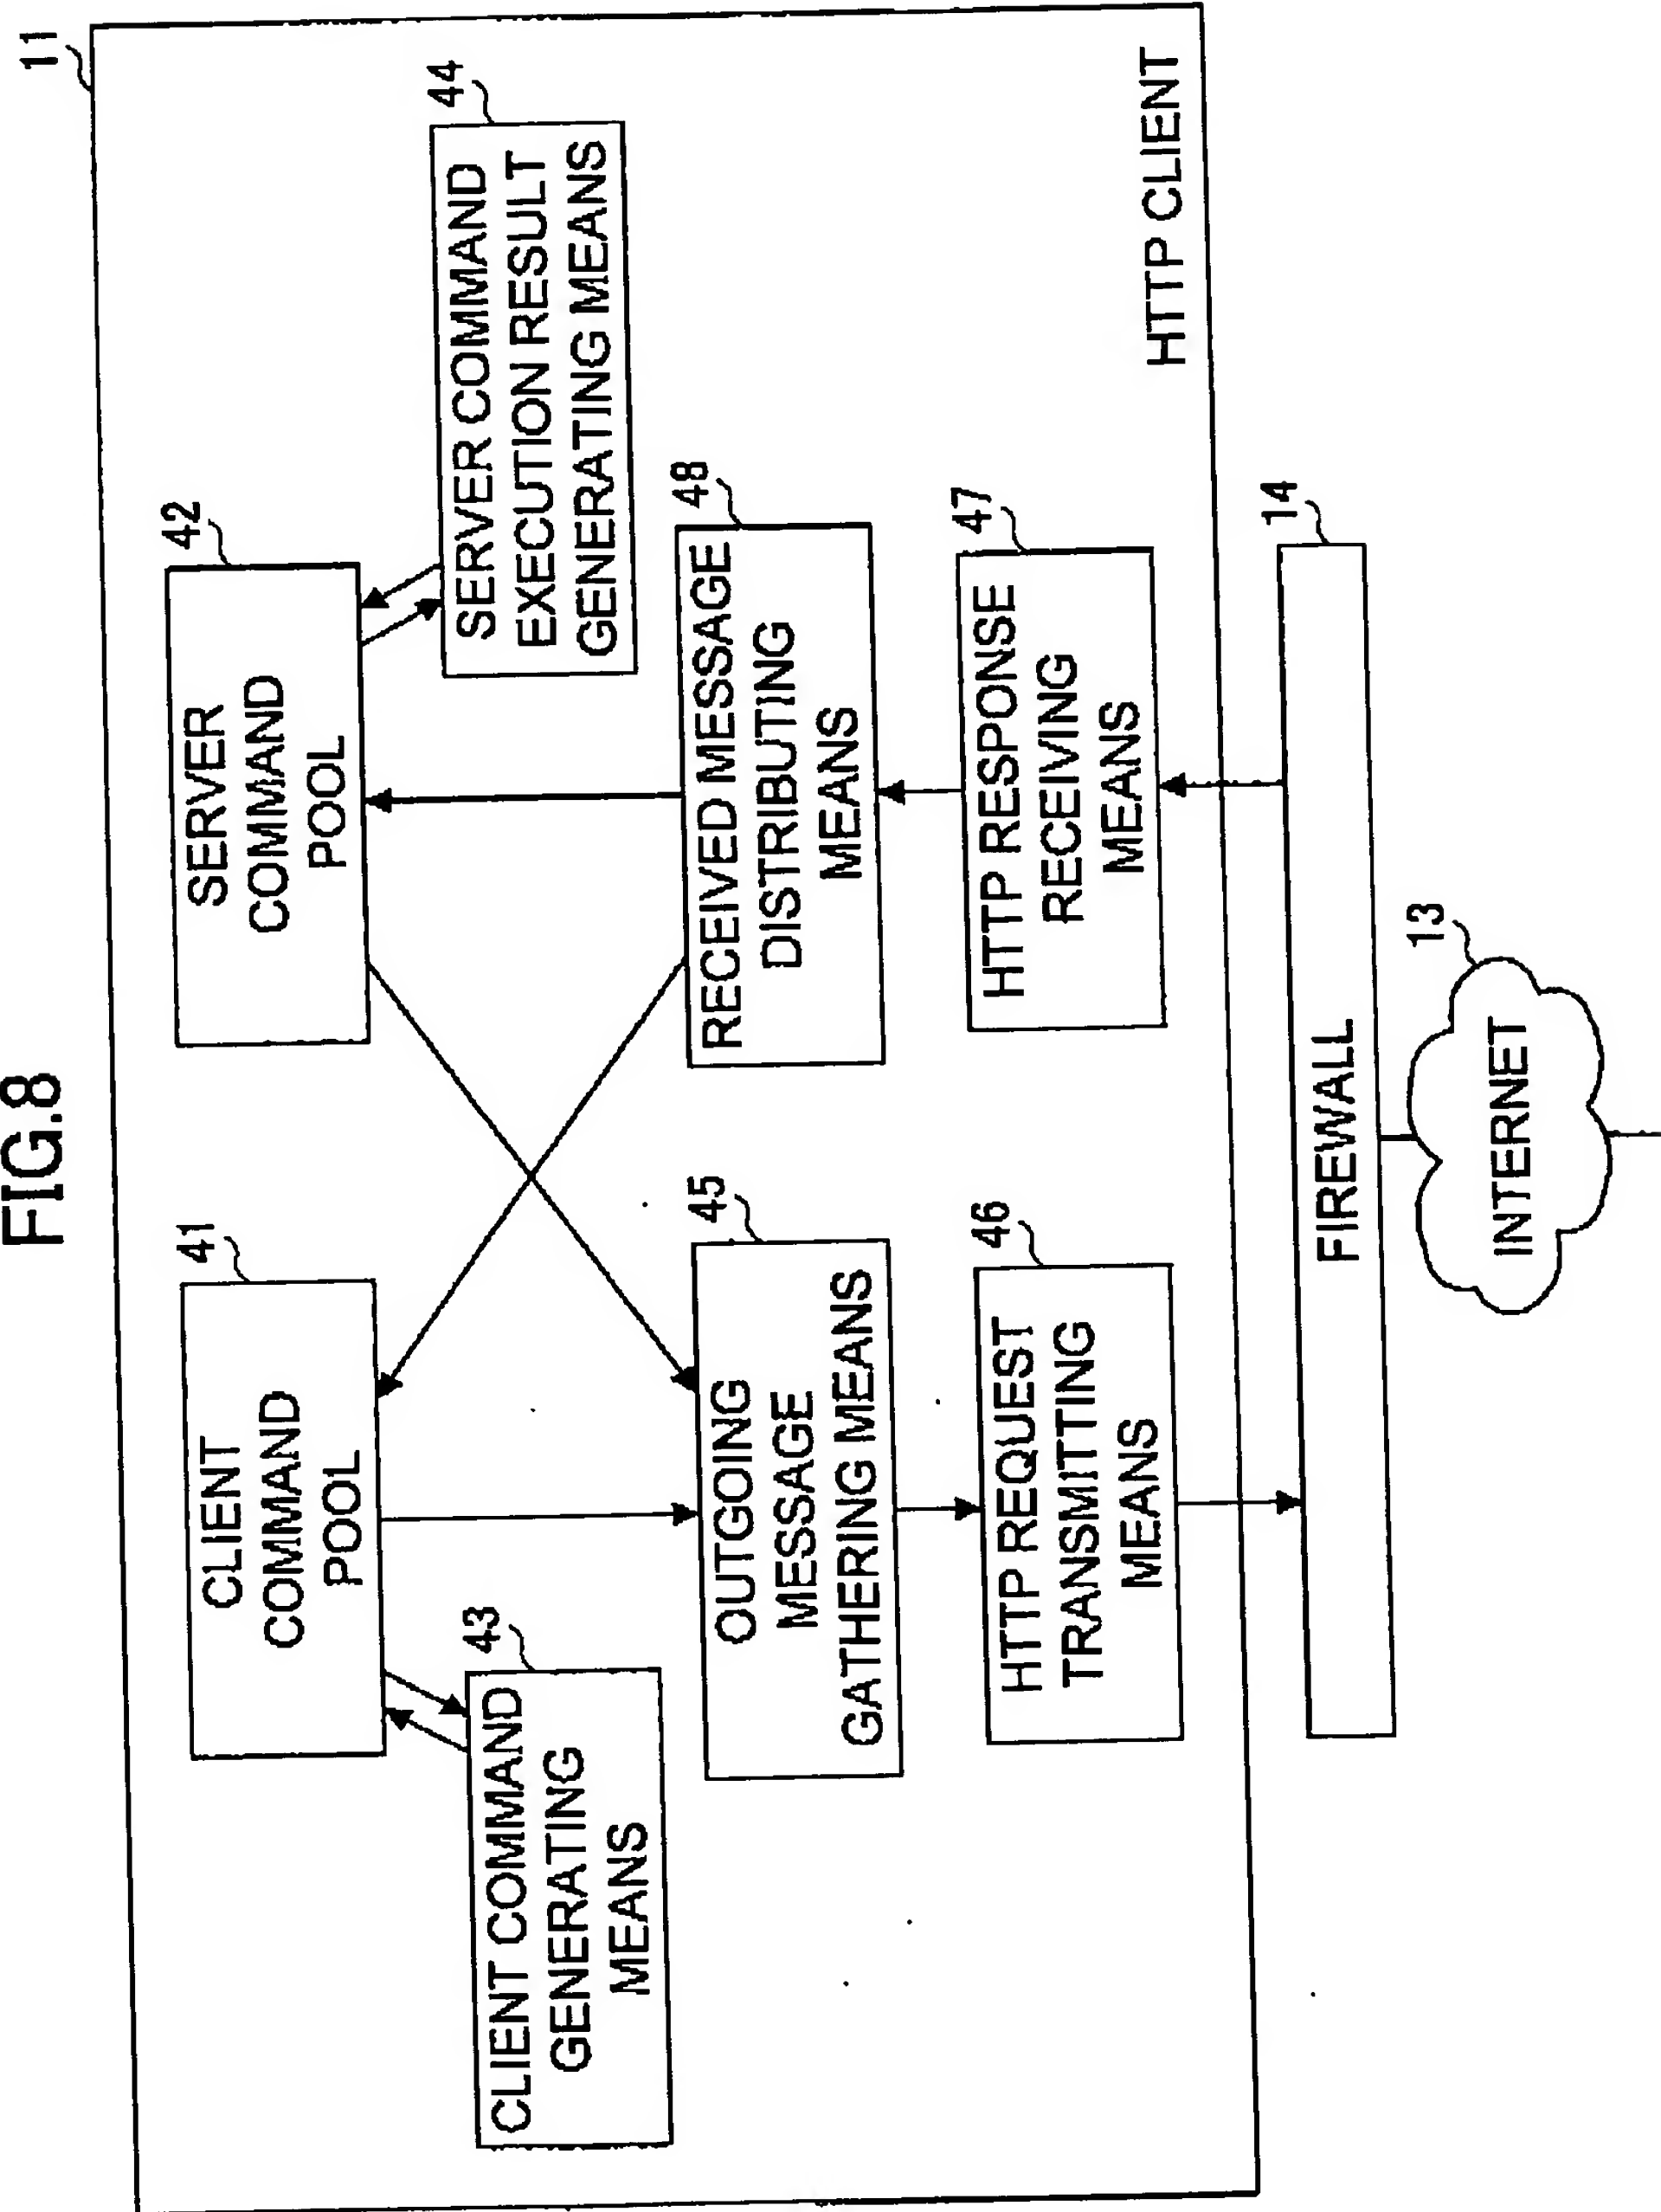 FIG.8
11
41
CLIENT
COMMAND
POOL
42
SERVER
COMMAND
POOL
43
CLIENT COMMAND
GENERATING
MEANS
44
SERVER COMMAND
EXECUTION RESULT
GENERATING MEANS
45
OUTGOING
MESSAGE
GATHERING MEANS
48
RECEIVED MESSAGE
DISTRIBUTING
MEANS
46
HTTP REQUEST
TRANSMITTING
MEANS
47
HTTP RESPONSE
RECEIVING
MEANS
HTTP CLIENT
14
FIREWALL
13
INTERNET